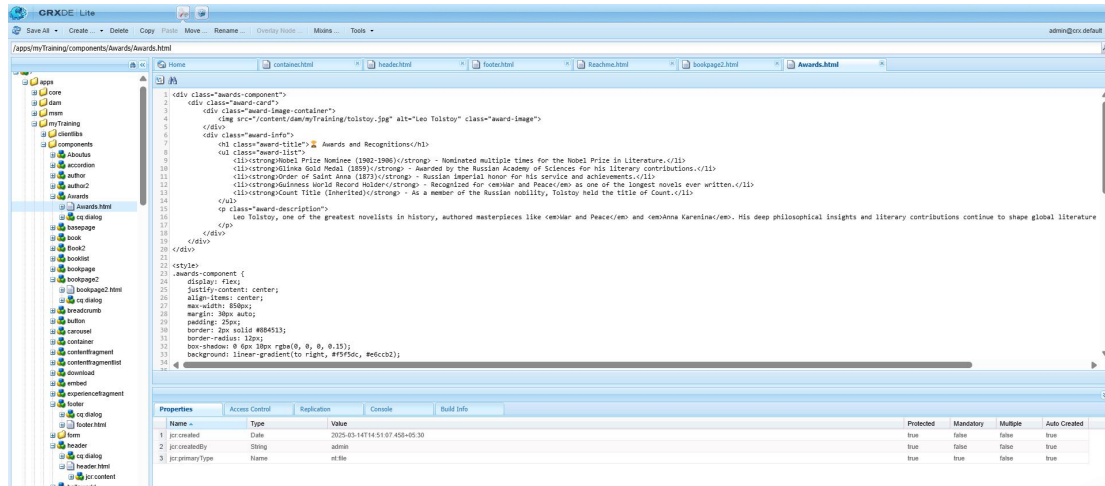 CRXDE Lite
Save All Create ... Delete Copy Paste Move ... Rename ... Overlay Node ... Mixins ... Tools admin@crx.default
/apps/myTraining/components/Awards/Awards.html
Home container.html header.html footer.html Reachme.html bookpage2.html Awards.html
apps
core
dam
msm
myTraining
clientlibs
components
Aboutus
accordion
author
author2
Awards
Awards.html
cq:dialog
basepage
book
Book2
booklist
bookpage
bookpage2
bookpage2.html
cq:dialog
breadcrumb
button
carousel
container
contentfragment
contentfragmentlist
download
embed
experiencefragment
footer
cq:dialog
footer.html
form
header
cq:dialog
header.html
jcr:content
1 <div class="awards-component">
2 <div class="award-card">
3 <div class="award-image-container">
4 <img src="/content/dam/myTraining/tolstoy.jpg" alt="Leo Tolstoy" class="award-image">
5 </div>
6 <div class="award-info">
7 <h1 class="award-title">🏆 Awards and Recognitions</h1>
8 <ul class="award-list">
9 <li><strong>Nobel Prize Nominee (1902-1906)</strong> - Nominated multiple times for the Nobel Prize in Literature.</li>
10 <li><strong>Glinka Gold Medal (1859)</strong> - Awarded by the Russian Academy of Sciences for his literary contributions.</li>
11 <li><strong>Order of Saint Anna (1873)</strong> - Russian imperial honor for his service and achievements.</li>
12 <li><strong>Guinness World Record Holder</strong> - Recognized for <em>War and Peace</em> as one of the longest novels ever written.</li>
13 <li><strong>Count Title (Inherited)</strong> - As a member of the Russian nobility, Tolstoy held the title of Count.</li>
14 </ul>
15 <p class="award-description">
16 Leo Tolstoy, one of the greatest novelists in history, authored masterpieces like <em>War and Peace</em> and <em>Anna Karenina</em>. His deep philosophical insights and literary contributions continue to shape global literature
17 </p>
18 </div>
19 </div>
20 </div>
21
22 <style>
23 .awards-component {
24 display: flex;
25 justify-content: center;
26 align-items: center;
27 max-width: 850px;
28 margin: 30px auto;
29 padding: 25px;
30 border: 2px solid #8B4513;
31 border-radius: 12px;
32 box-shadow: 0 6px 10px rgba(0, 0, 0, 0.15);
33 background: linear-gradient(to right, #f5f5dc, #e6ccb2);
34
Properties Access Control Replication Console Build Info
Name Type Value Protected Mandatory Multiple Auto Created
1 jcr:created Date 2025-03-14T14:51:07.458+05:30 true false false true
2 jcr:createdBy String admin true false false true
3 jcr:primaryType Name nt:file true true false true